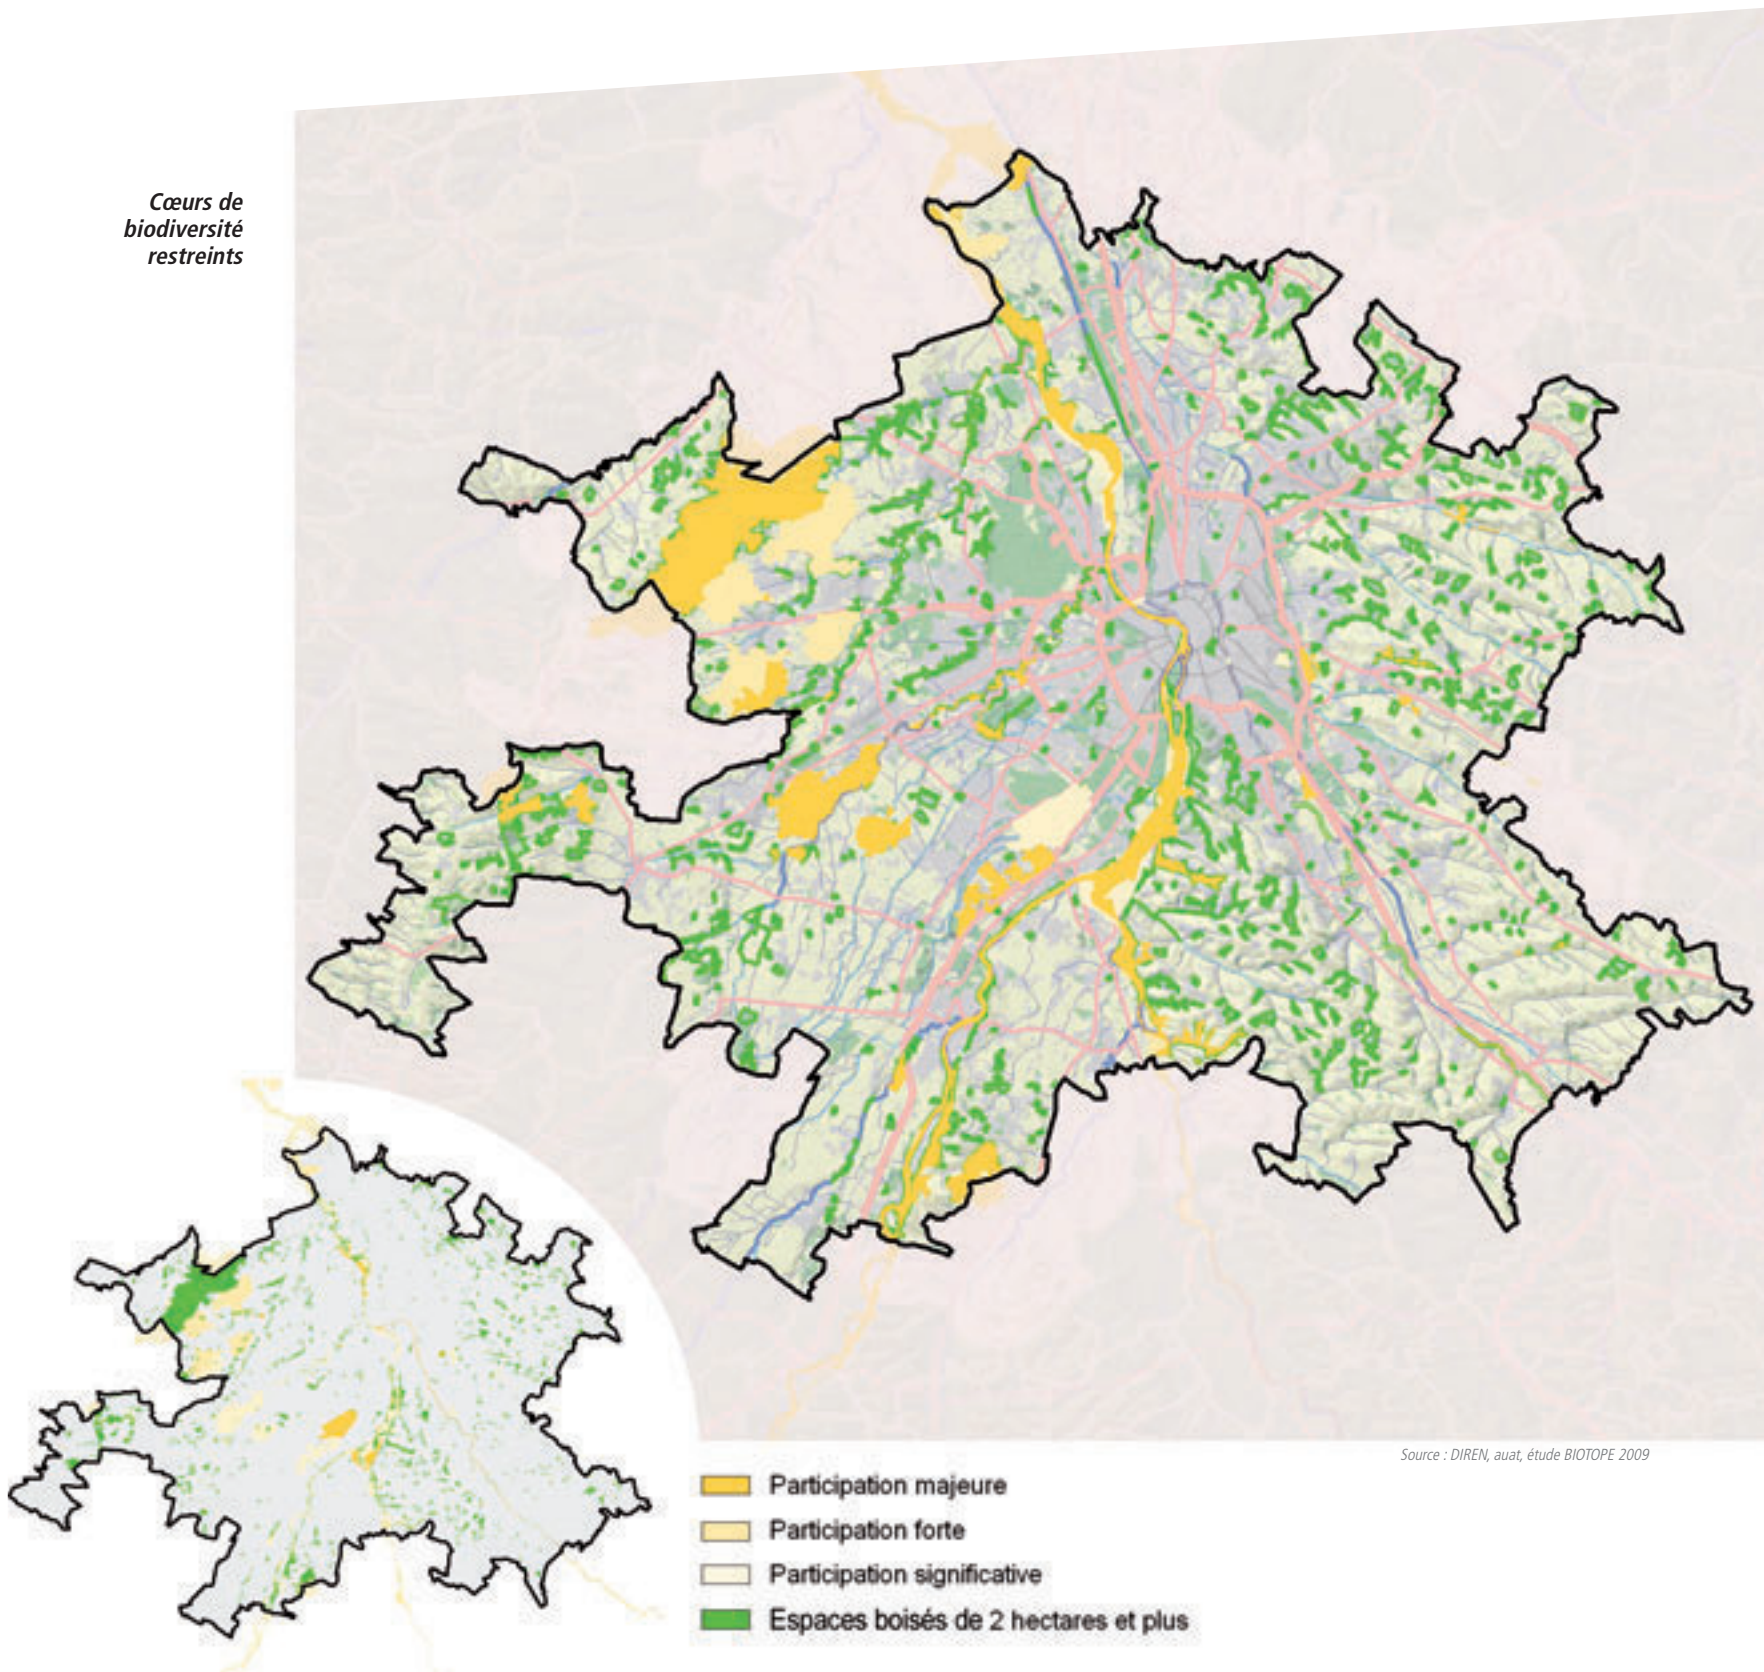 Cœurs de
biodiversité
restreints
Source : DIREN, auat, étude BIOTOPE 2009
Participation majeure
Participation forte
Participation significative
Espaces boisés de 2 hectares et plus